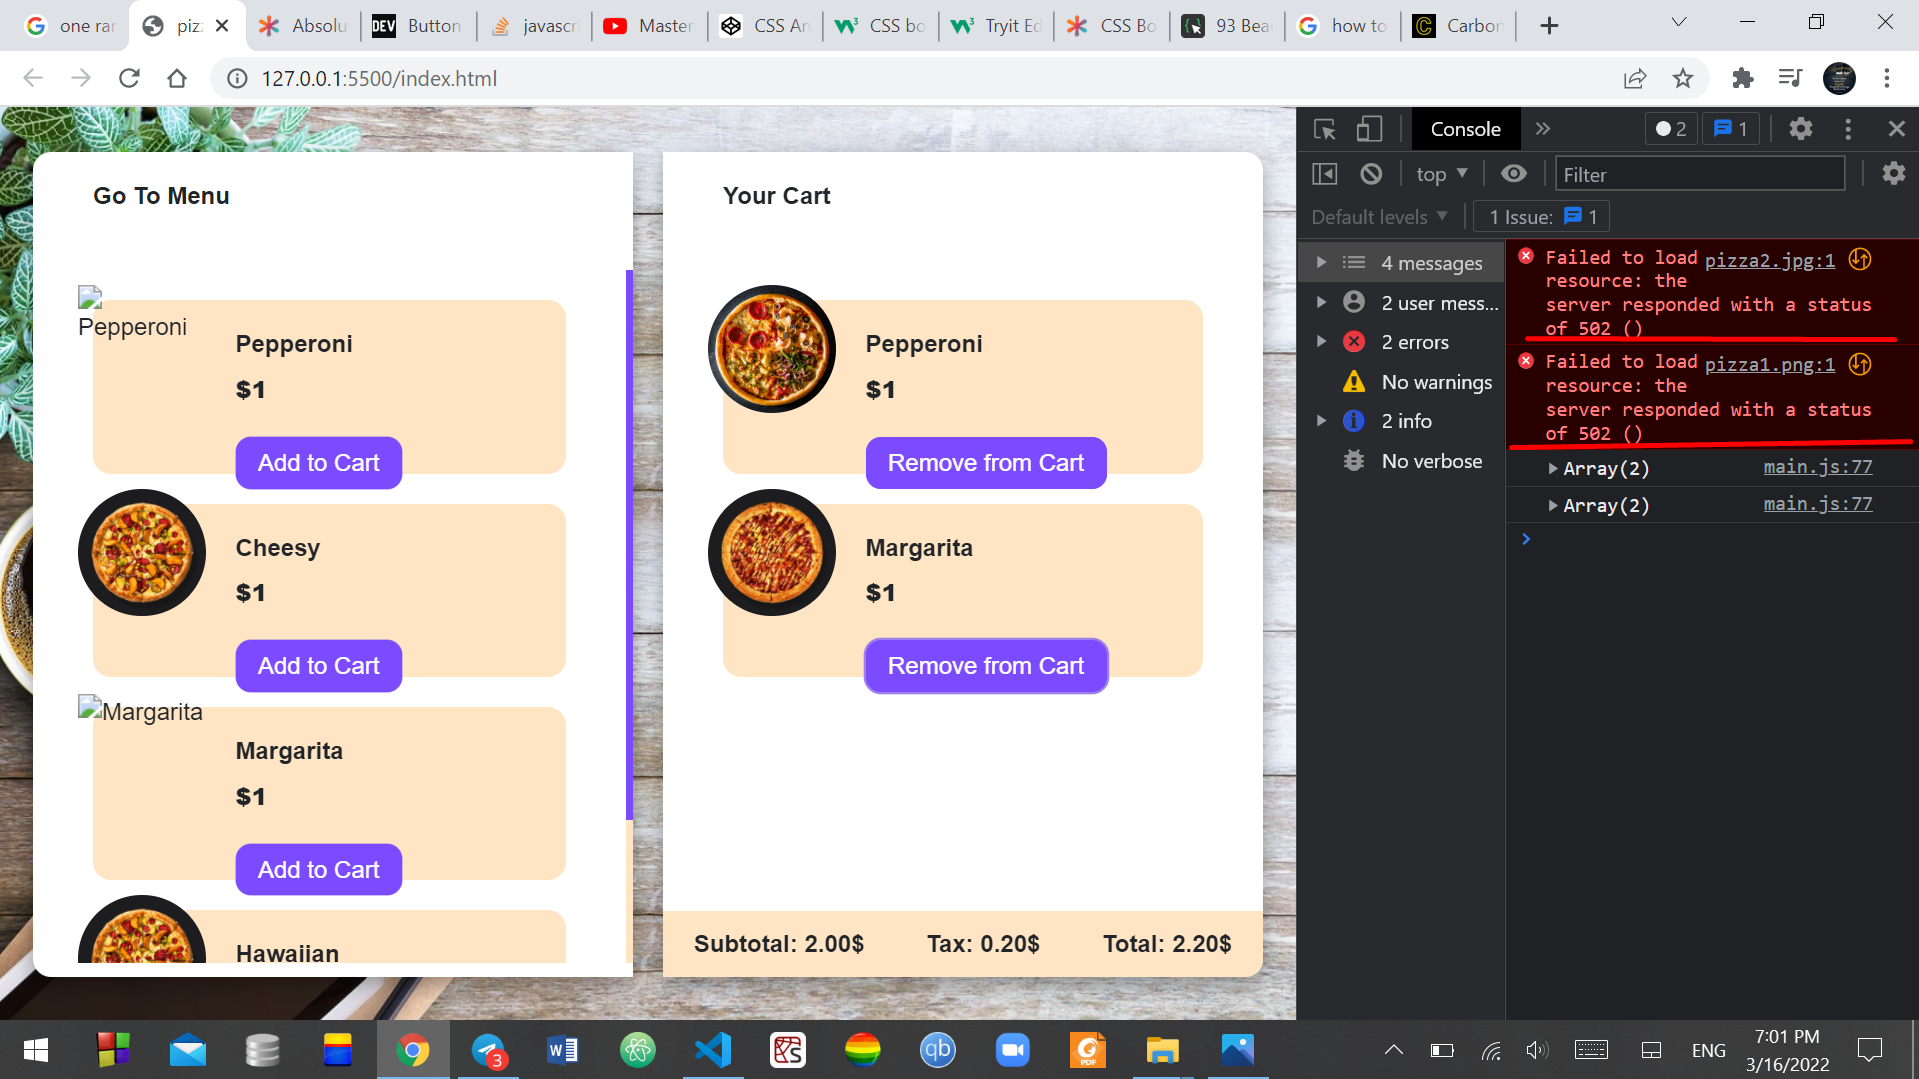 one rar
piz
Absolu
DEV Button
javascri
Master
CSS An
CSS bo
Tryit Ed
CSS Bo
93 Bea
how to
Carbon
127.0.0.1:5500/index.html
Go To Menu
Pepperoni
Pepperoni
$1
Add to Cart
Cheesy
$1
Add to Cart
Margarita
Margarita
$1
Add to Cart
Hawaiian
Your Cart
Pepperoni
$1
Remove from Cart
Margarita
$1
Remove from Cart
Subtotal: 2.00$ Tax: 0.20$ Total: 2.20$
Console 2 1
top Filter
Default levels 1 Issue: 1
4 messages
2 user mess...
2 errors
No warnings
2 info
No verbose
Failed to load pizza2.jpg:1
resource: the
server responded with a status
of 502 ()
Failed to load pizza1.png:1
resource: the
server responded with a status
of 502 ()
Array(2) main.js:77
Array(2) main.js:77
3
W
qb
PDF
ENG
7:01 PM
3/16/2022